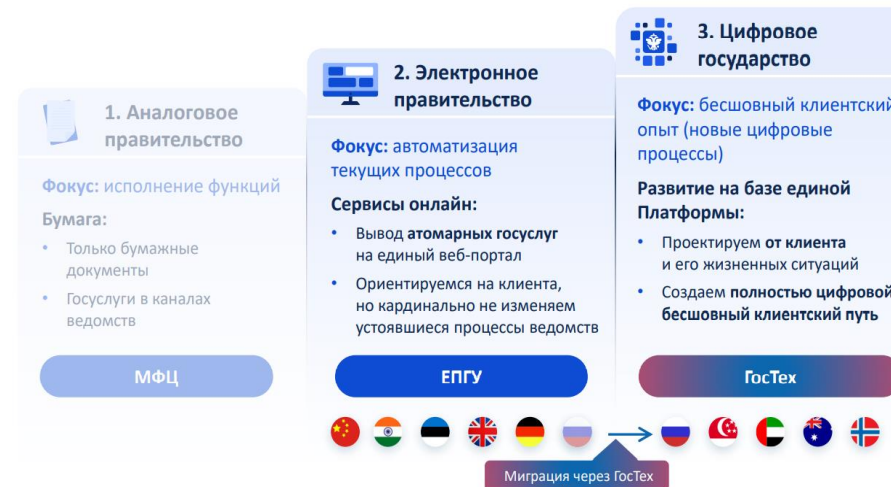 1. Аналоговое
правительство
Фокус: исполнение функций
Бумага:
• Только бумажные
документы
• Госуслуги в каналах
ведомств
МФЦ
2. Электронное
правительство
Фокус: автоматизация
текущих процессов
Сервисы онлайн:
• Вывод атомарных госуслуг
на единый веб-портал
• Ориентируемся на клиента,
но кардинально не изменяем
устоявшиеся процессы ведомств
ЕПГУ
3. Цифровое
государство
Фокус: бесшовный клиентский
опыт (новые цифровые
процессы)
Развитие на базе единой
Платформы:
• Проектируем от клиента
и его жизненных ситуаций
• Создаем полностью цифровой
бесшовный клиентский путь
ГосТех
Миграция через ГосТех